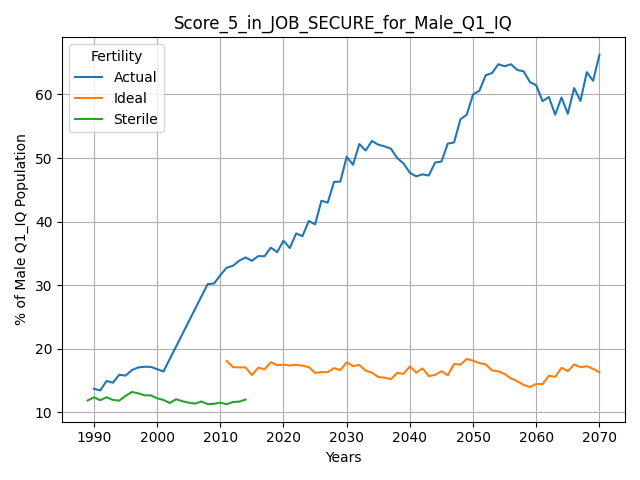 Score_5_in_JOB_SECURE_for_Male_Q1_IQ
Fertility
Actual
Ideal
Sterile
% of Male Q1_IQ Population
60
50
40
30
20
10
1990 2000 2010 2020 2030 2040 2050 2060 2070
Years